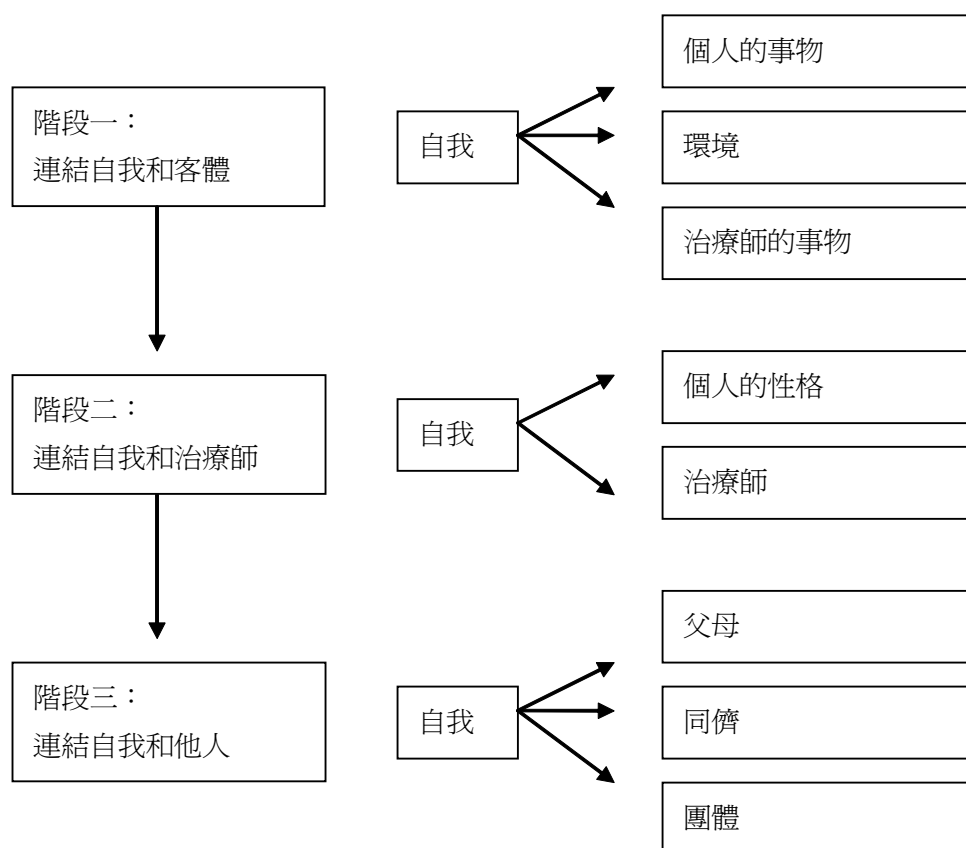 階段一：
連結自我和客體
自我
個人的事物
環境
治療師的事物
階段二：
連結自我和治療師
自我
個人的性格
治療師
階段三：
連結自我和他人
自我
父母
同儕
團體